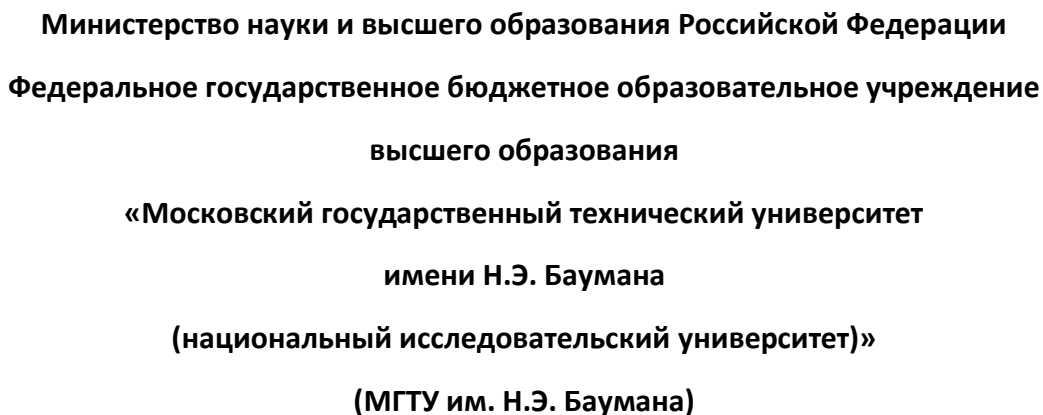 Министерство науки и высшего образования Российской Федерации
Федеральное государственное бюджетное образовательное учреждение
высшего образования
«Московский государственный технический университет
имени Н.Э. Баумана
(национальный исследовательский университет)»
(МГТУ им. Н.Э. Баумана)